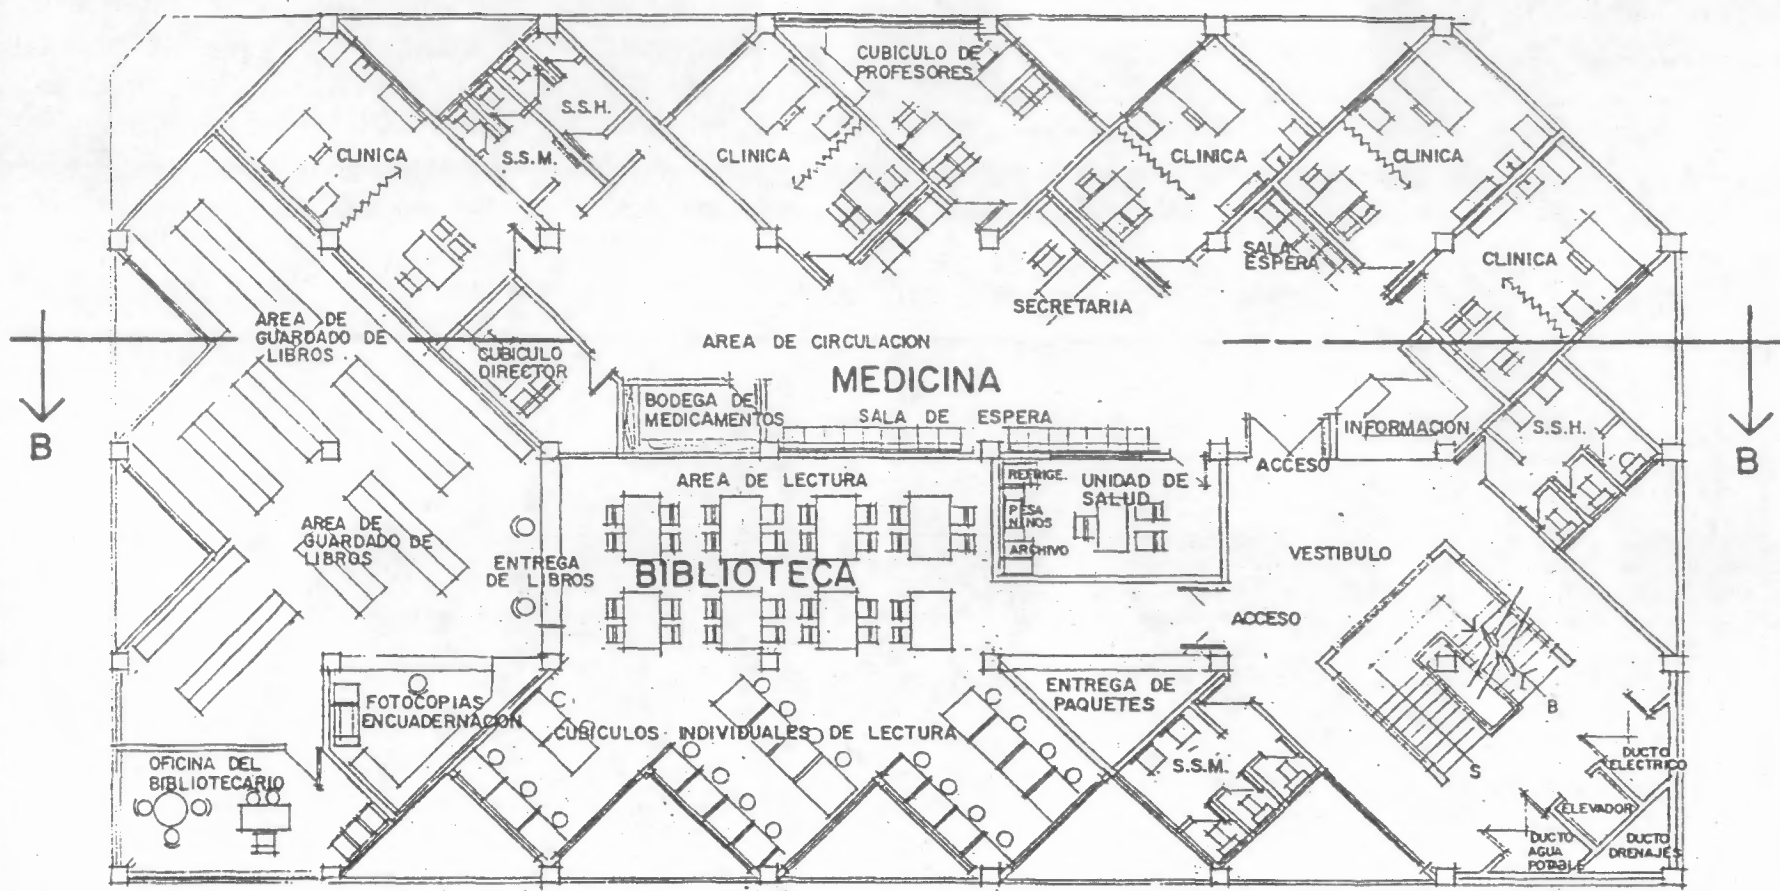 CUBICULO DE
PROFESORES
S.S.H.
CLINICA
S.S.M.
CLINICA
CLINICA
CLINICA
SALA
ESPERA
CLINICA
SECRETARIA
AREA DE
GUARDADO DE
LIBROS
AREA DE CIRCULACION
CUBICULO
DIRECTOR
MEDICINA
BODEGA DE
MEDICAMENTOS
SALA DE ESPERA
INFORMACION
S.S.H.
B
B
ACCESO
AREA DE LECTURA
REFRIGE.
UNIDAD DE
SALUD
PESA
NINOS
ARCHIVO
AREA DE
GUARDADO DE
LIBROS
ENTREGA
DE LIBROS
BIBLIOTECA
VESTIBULO
ACCESO
ENTREGA DE
PAQUETES
FOTOCOPIAS
ENCUADERNACION
CUBICULOS INDIVIDUALES DE LECTURA
B
S
OFICINA DEL
BIBLIOTECARIO
S.S.M.
DUCTO
ELECTRICO
ELEVADOR
DUCTO
AGUA
POTABLE
DUCTO
DRENAJES